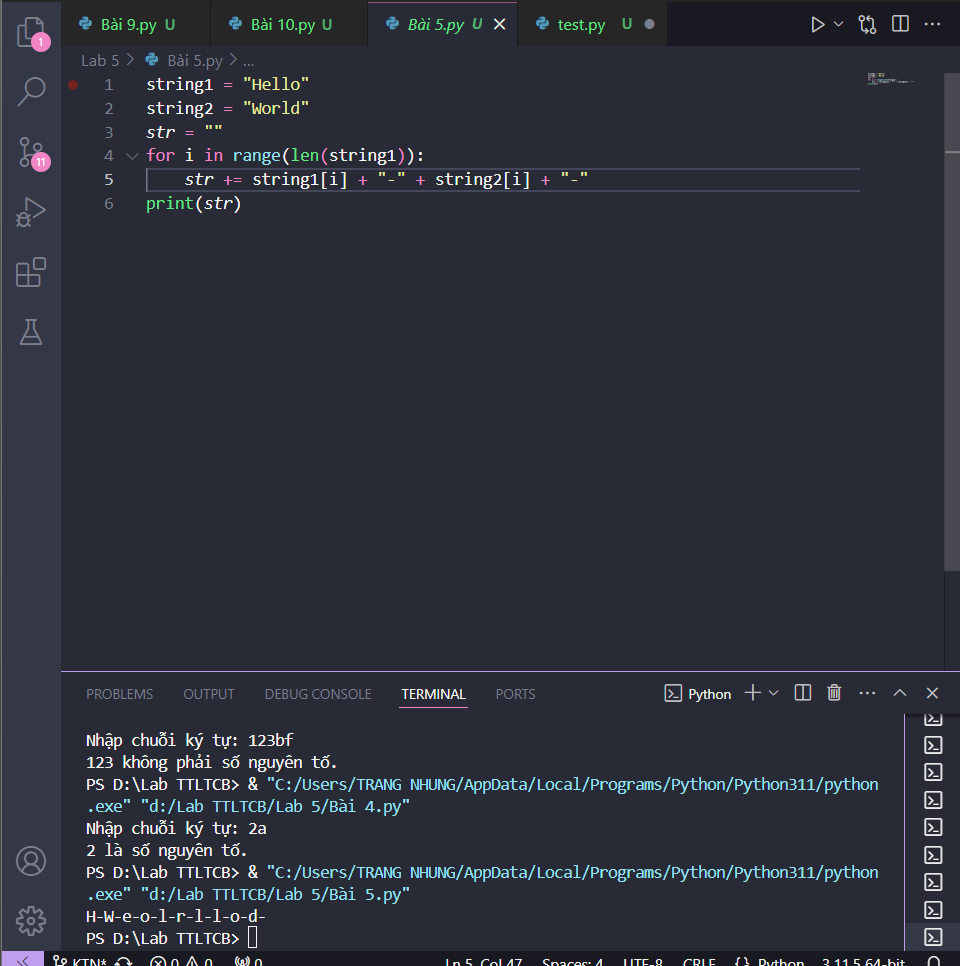 Bài 9.py U Bài 10.py U Bài 5.py U test.py U
1
11
Lab 5 > Bài 5.py > ...
1 string1 = "Hello"
2 string2 = "World"
3 str = ""
4 for i in range(len(string1)):
5 str += string1[i] + "-" + string2[i] + "-"
6 print(str)
PROBLEMS OUTPUT DEBUG CONSOLE TERMINAL PORTS Python
Nhập chuỗi ký tự: 123bf
123 không phải số nguyên tố.
PS D:\Lab TTLTCB> & "C:/Users/TRANG NHUNG/AppData/Local/Programs/Python/Python311/python
.exe" "d:/Lab TTLTCB/Lab 5/Bài 4.py"
Nhập chuỗi ký tự: 2a
2 là số nguyên tố.
PS D:\Lab TTLTCB> & "C:/Users/TRANG NHUNG/AppData/Local/Programs/Python/Python311/python
.exe" "d:/Lab TTLTCB/Lab 5/Bài 5.py"
H-W-e-o-l-r-l-l-o-d-
PS D:\Lab TTLTCB>
KTN* 0 0 0 Ln 5, Col 47 Spaces: 4 UTF-8 CRLF {} Python 3.11.5 64-bit